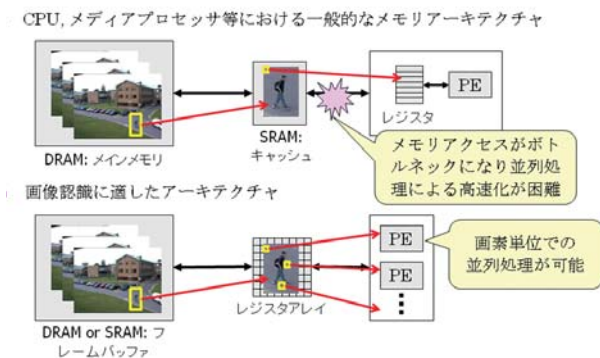 CPU, メディアプロセッサ等における一般的なメモリアーキテクチャ
PE
レジスタ
SRAM:
キャッシュ
DRAM: メインメモリ
メモリアクセスがボト
ルネックになり並列処
理による高速化が困難
画像認識に適したアーキテクチャ
PE
画素単位での
並列処理が可能
PE
レジスタアレイ
DRAM or SRAM: フ
レームバッファ